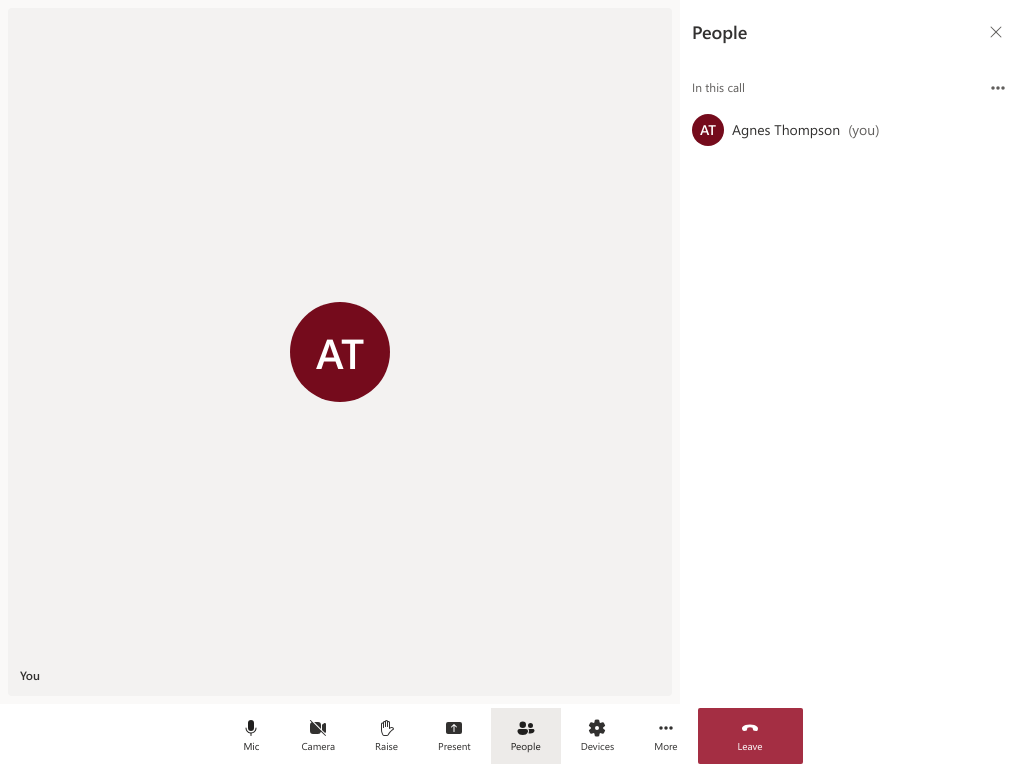 People
In this call
AT Agnes Thompson (you)
AT
You
Mic Camera Raise Present People Devices More Leave